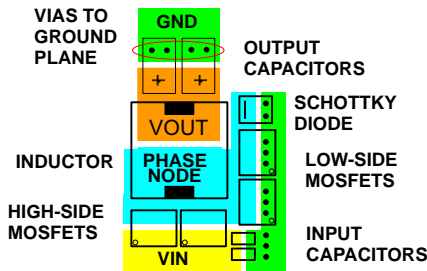 VIAS TO
GROUND
PLANE
GND
OUTPUT
CAPACITORS
+ +
SCHOTTKY
DIODE
VOUT
INDUCTOR
PHASE
NODE
LOW-SIDE
MOSFETS
HIGH-SIDE
MOSFETS
VIN
INPUT
CAPACITORS